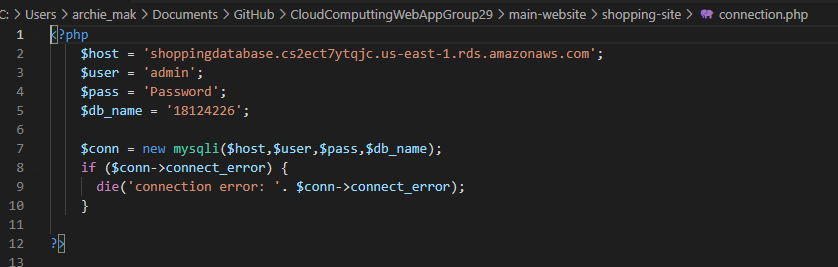 C: > Users > archie_mak > Documents > GitHub > CloudComputtingWebAppGroup29 > main-website > shopping-site > connection.php
1 <?php
2 $host = 'shoppingdatabase.cs2ect7ytqjc.us-east-1.rds.amazonaws.com';
3 $user = 'admin';
4 $pass = 'Password';
5 $db_name = '18124226';
6
7 $conn = new mysqli($host,$user,$pass,$db_name);
8 if ($conn->connect_error) {
9 die('connection error: '. $conn->connect_error);
10 }
11
12 ?>
13